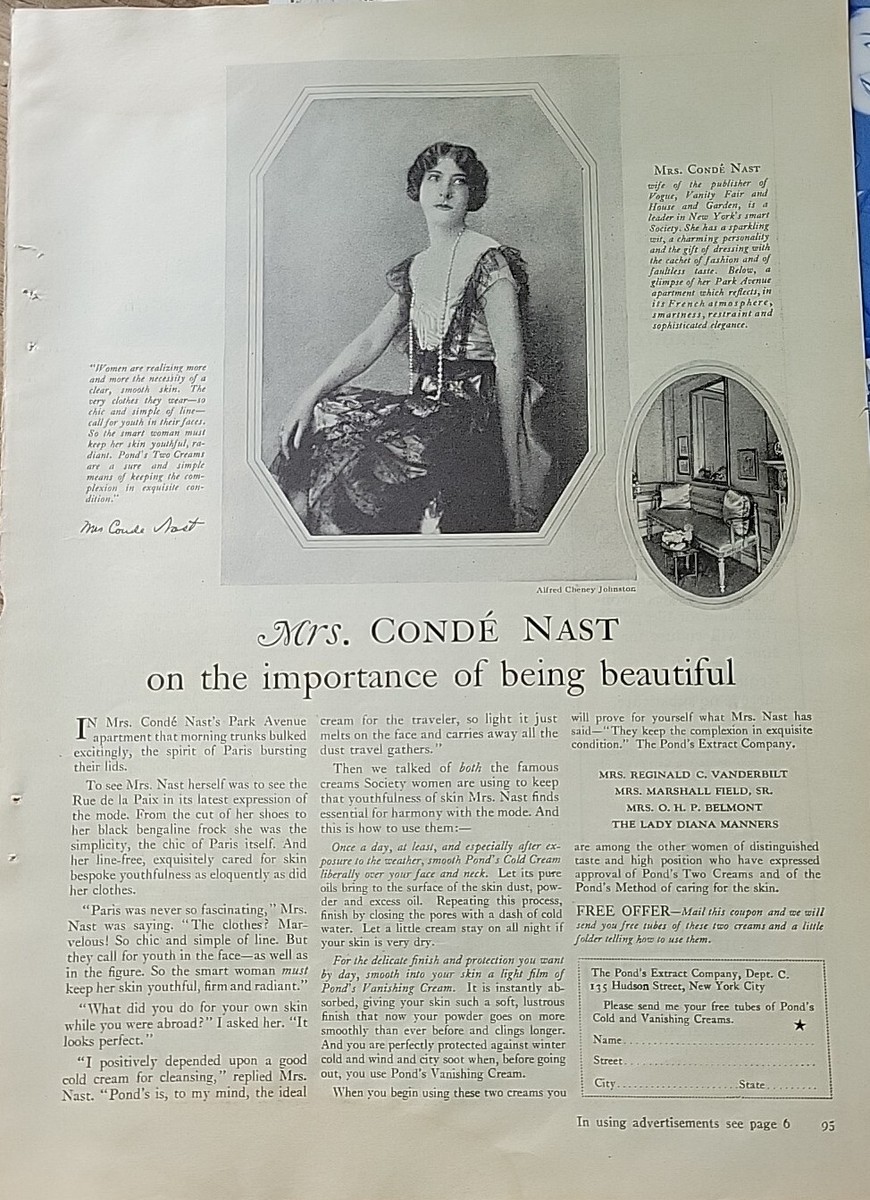 MRS. CONDÉ NAST
wife of the publisher of
Vogue, Vanity Fair and
House and Garden, is a
leader in New York's smart
Society. She has a sparkling
wit, a charming personality
and the gift of dressing with
the cachet of fashion and of
faultless taste. Below, a
glimpse of her Park Avenue
apartment which reflects, in
its French atmosphere,
smartness, restraint and
sophisticated elegance.
"Women are realizing more
and more the necessity of a
clear, smooth skin. The
very clothes they wear—so
chic and simple of line—
call for youth in their faces.
So the smart woman must
keep her skin youthful, ra-
diant. Pond's Two Creams
are a sure and simple
means of keeping the com-
plexion in exquisite con-
dition."
Mrs Conde Nast
Alfred Cheney Johnston
Mrs. CONDÉ NAST
on the importance of being beautiful
IN Mrs. Condé Nast's Park Avenue
apartment that morning trunks bulked
excitingly, the spirit of Paris bursting
their lids.
To see Mrs. Nast herself was to see the
Rue de la Paix in its latest expression of
the mode. From the cut of her shoes to
her black bengaline frock she was the
simplicity, the chic of Paris itself. And
her line-free, exquisitely cared for skin
bespoke youthfulness as eloquently as did
her clothes.
"Paris was never so fascinating," Mrs.
Nast was saying. "The clothes? Mar-
velous! So chic and simple of line. But
they call for youth in the face—as well as
in the figure. So the smart woman must
keep her skin youthful, firm and radiant."
"What did you do for your own skin
while you were abroad?" I asked her. "It
looks perfect."
"I positively depended upon a good
cold cream for cleansing," replied Mrs.
Nast. "Pond's is, to my mind, the ideal
cream for the traveler, so light it just
melts on the face and carries away all the
dust travel gathers."
Then we talked of both the famous
creams Society women are using to keep
that youthfulness of skin Mrs. Nast finds
essential for harmony with the mode. And
this is how to use them:—
Once a day, at least, and especially after ex-
posure to the weather, smooth Pond's Cold Cream
liberally over your face and neck. Let its pure
oils bring to the surface of the skin dust, pow-
der and excess oil. Repeating this process,
finish by closing the pores with a dash of cold
water. Let a little cream stay on all night if
your skin is very dry.
For the delicate finish and protection you want
by day, smooth into your skin a light film of
Pond's Vanishing Cream. It is instantly ab-
sorbed, giving your skin such a soft, lustrous
finish that now your powder goes on more
smoothly than ever before and clings longer.
And you are perfectly protected against winter
cold and wind and city soot when, before going
out, you use Pond's Vanishing Cream.
When you begin using these two creams you
will prove for yourself what Mrs. Nast has
said—"They keep the complexion in exquisite
condition." The Pond's Extract Company.
MRS. REGINALD C. VANDERBILT
MRS. MARSHALL FIELD, SR.
MRS. O. H. P. BELMONT
THE LADY DIANA MANNERS
are among the other women of distinguished
taste and high position who have expressed
approval of Pond's Two Creams and of the
Pond's Method of caring for the skin.
FREE OFFER—Mail this coupon and we will
send you free tubes of these two creams and a little
folder telling how to use them.
The Pond's Extract Company, Dept. C.
135 Hudson Street, New York City
Please send me your free tubes of Pond's
Cold and Vanishing Creams.
Name
Street
City State
In using advertisements see page 6 95